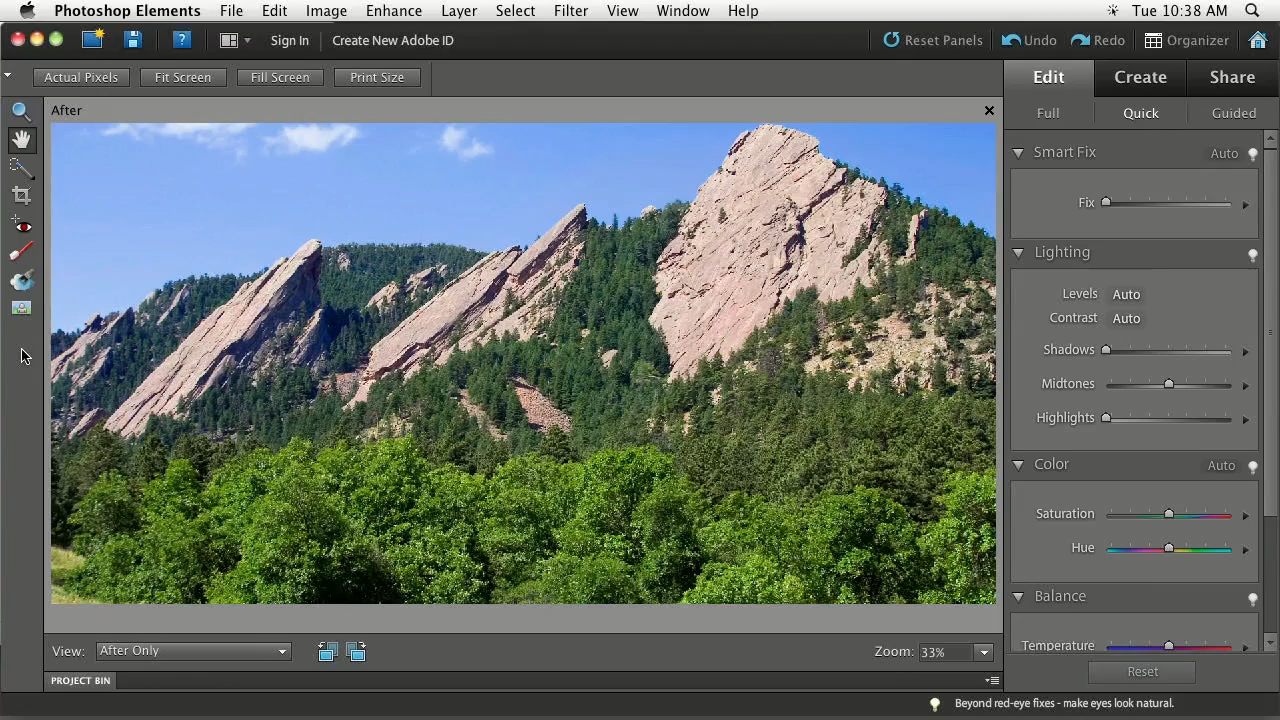 Photoshop Elements File Edit Image Enhance Layer Select Filter View Window Help Tue 10:38 AM
? Sign In Create New Adobe ID Reset Panels Undo Redo Organizer
Actual Pixels Fit Screen Fill Screen Print Size Edit Create Share
After
Full Quick Guided
Smart Fix Auto
Fix
Lighting
Levels Auto
Contrast Auto
Shadows
Midtones
Highlights
Color Auto
Saturation
Hue
Balance
Temperature
View: After Only Zoom: 33%
Reset
PROJECT BIN
Beyond red-eye fixes - make eyes look natural.